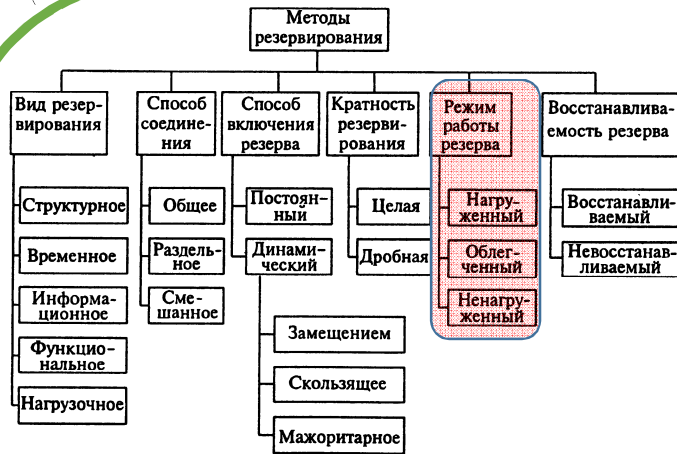 Методы
резервирования
Вид резер-
вирования
Способ
соедине-
ния
Способ
включения
резерва
Кратность
резерви-
рования
Режим
работы
резерва
Восстанавлива-
емость резерва
Структурное
Временное
Информа-
ционное
Функцио-
нальное
Нагрузочное
Общее
Раздель-
ное
Сме-
шанное
Постоян-
ный
Динами-
ческий
Замещением
Скользящее
Мажоритарное
Целая
Дробная
Нагру-
женный
Облег-
ченный
Ненагру-
женный
Восстанавли-
ваемый
Невосстанав-
ливаемый